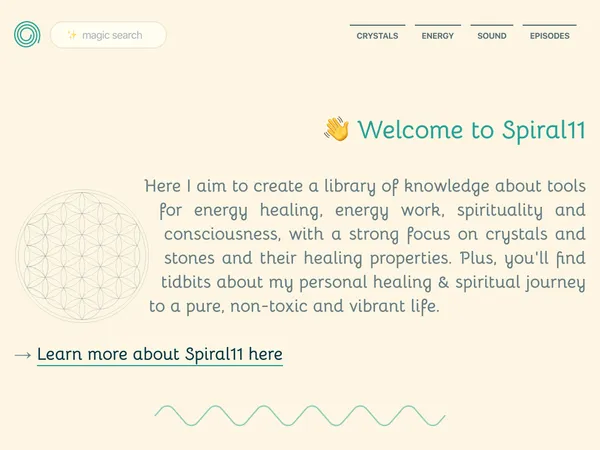 ✨ magic search
CRYSTALS
ENERGY
SOUND
EPISODES
👋 Welcome to Spiral11
Here I aim to create a library of knowledge about tools
for energy healing, energy work, spirituality and
consciousness, with a strong focus on crystals and
stones and their healing properties. Plus, you'll find
tidbits about my personal healing & spiritual journey
to a pure, non-toxic and vibrant life.
→ Learn more about Spiral11 here